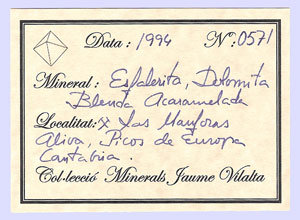 Data: 1994 Nº: 0571
Mineral: Esfalerita, Dolomita
Blenda Acaramelada
Localitat: x Las Manforas
Aliva, Picos de Europa
Cantabria.
Col·lecció Minerals Jaume Vilalta